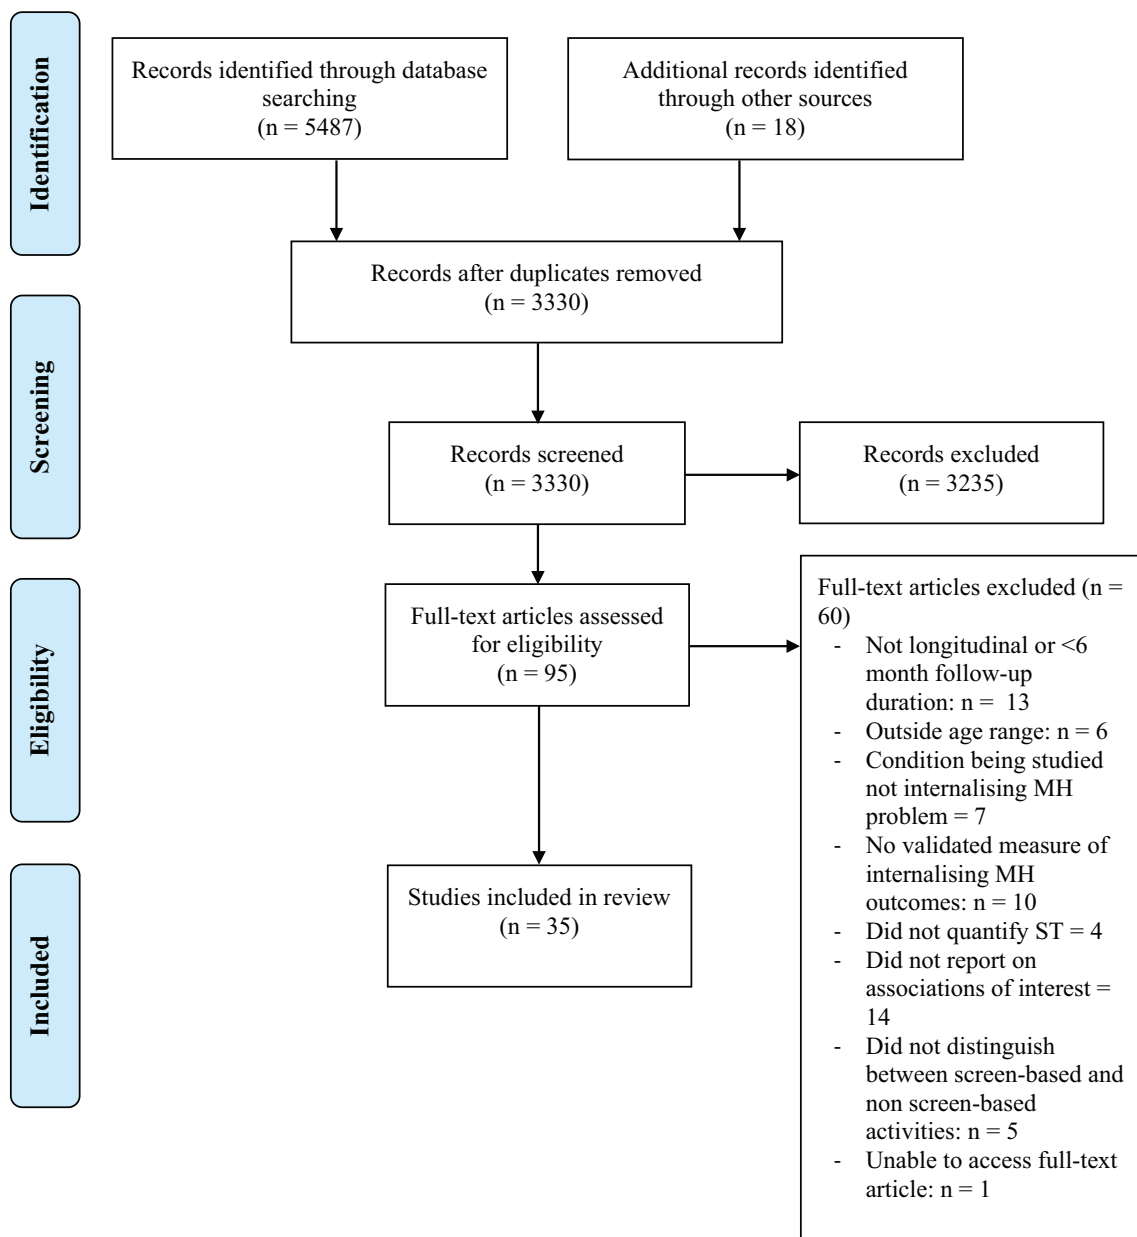 Identification
Records identified through database
searching
(n = 5487)
Additional records identified
through other sources
(n = 18)
Records after duplicates removed
(n = 3330)
Screening
Records screened
(n = 3330)
Records excluded
(n = 3235)
Eligibility
Full-text articles assessed
for eligibility
(n = 95)
Full-text articles excluded (n =
60)
- Not longitudinal or <6
month follow-up
duration: n = 13
- Outside age range: n = 6
- Condition being studied
not internalising MH
problem = 7
- No validated measure of
internalising MH
outcomes: n = 10
- Did not quantify ST = 4
- Did not report on
associations of interest =
14
- Did not distinguish
between screen-based and
non screen-based
activities: n = 5
- Unable to access full-text
article: n = 1
Included
Studies included in review
(n = 35)